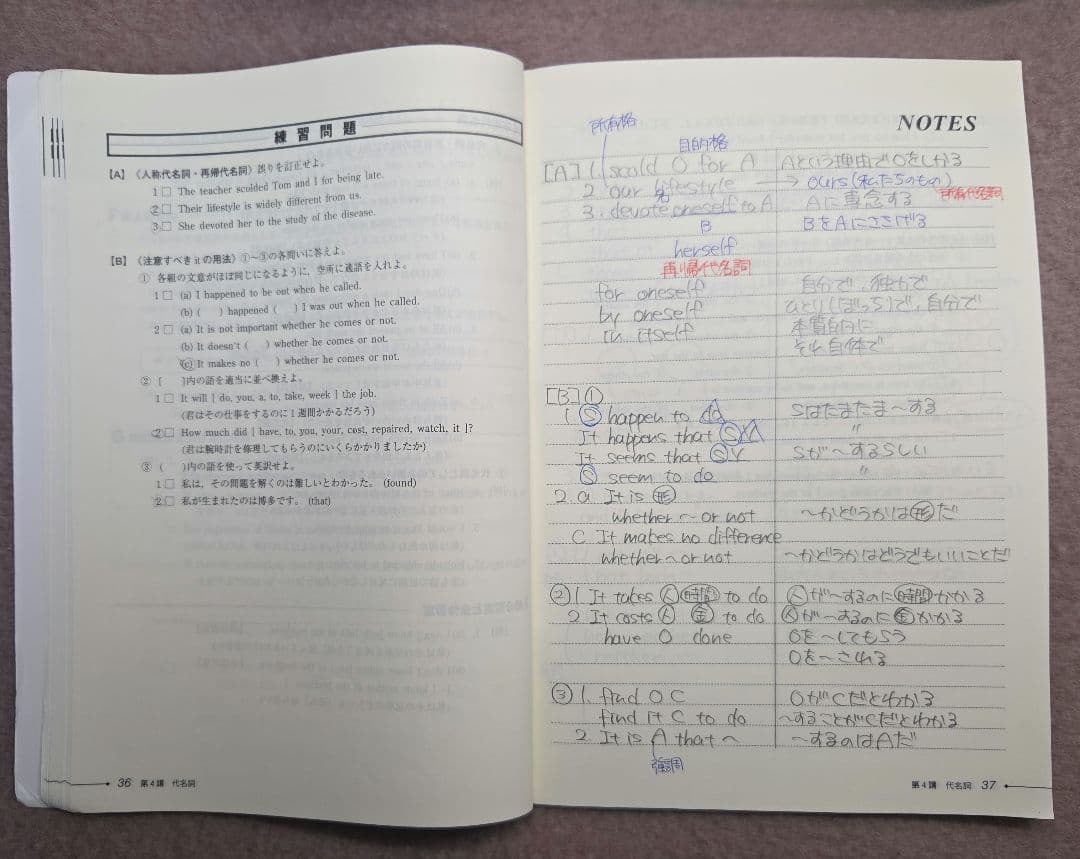 練習問題
【A】〈人称代名詞・再帰代名詞〉誤りを訂正せよ。
1 □ The teacher scolded Tom and I for being late.
2 □ Their lifestyle is widely different from us.
3 □ She devoted her to the study of the disease.
【B】〈注意すべき it の用法〉①～③の各問いに答えよ。
① 各組の文意がほぼ同じになるように，空所に適語を入れよ。
1 □ (a) I happened to be out when he called.
(b) (　) happened (　) I was out when he called.
2 □ (a) It is not important whether he comes or not.
(b) It doesn't (　) whether he comes or not.
(c) It makes no (　) whether he comes or not.
② [　]内の語を適当に並べ換えよ。
1 □ It will [ do, you, a, to, take, week ] the job.
(君はその仕事をするのに1週間かかるだろう)
2 □ How much did [ have, to, you, your, cost, repaired, watch, it ]?
(君は腕時計を修理してもらうのにいくらかかりましたか)
③ (　)内の語を使って英訳せよ。
1 □ 私は，その問題を解くのは難しいとわかった。 (found)
2 □ 私が生まれたのは博多です。 (that)
36 第4講 代名詞
NOTES
所有格
目的格
[A] 1. scold O for A Aという理由でOをしかる
2. our lifestyle → ours (私たちのもの)
名
所有代名詞
3. devote oneself to A Aに専念する
B BをAにささげる
herself
再帰代名詞
for oneself 自分で、独力で
by oneself ひとり(ぼっち)で、自分で
in itself 本質的に
それ自体で
[B] ①
1 S happen to do Sはたまたま～する
It happens that SV 〃
It seems that SV Sが～するらしい
S seem to do 〃
2. a It is 形
whether ～ or not ～かどうかは形だ
C It makes no difference
whether ～ or not ～かどうかはどうでもいいことだ
② 1 It takes 人 時間 to do 人が～するのに時間かかる
2 It costs 人 金 to do 人が～するのに金かかる
have O done Oを～してもらう
Oを～される
③ 1. find O C OがCだとわかる
find it C to do ～することがCだとわかる
2. It is A that ～ ～するのはAだ
強調
第4講 代名詞 37